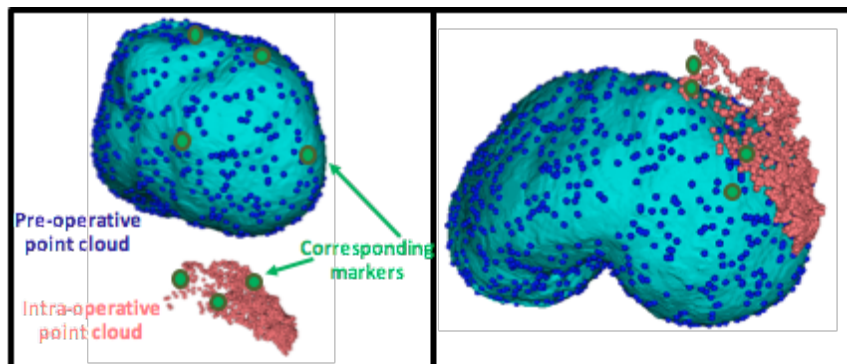 Pre-operative
point cloud
Corresponding
markers
Intra-operative
point cloud